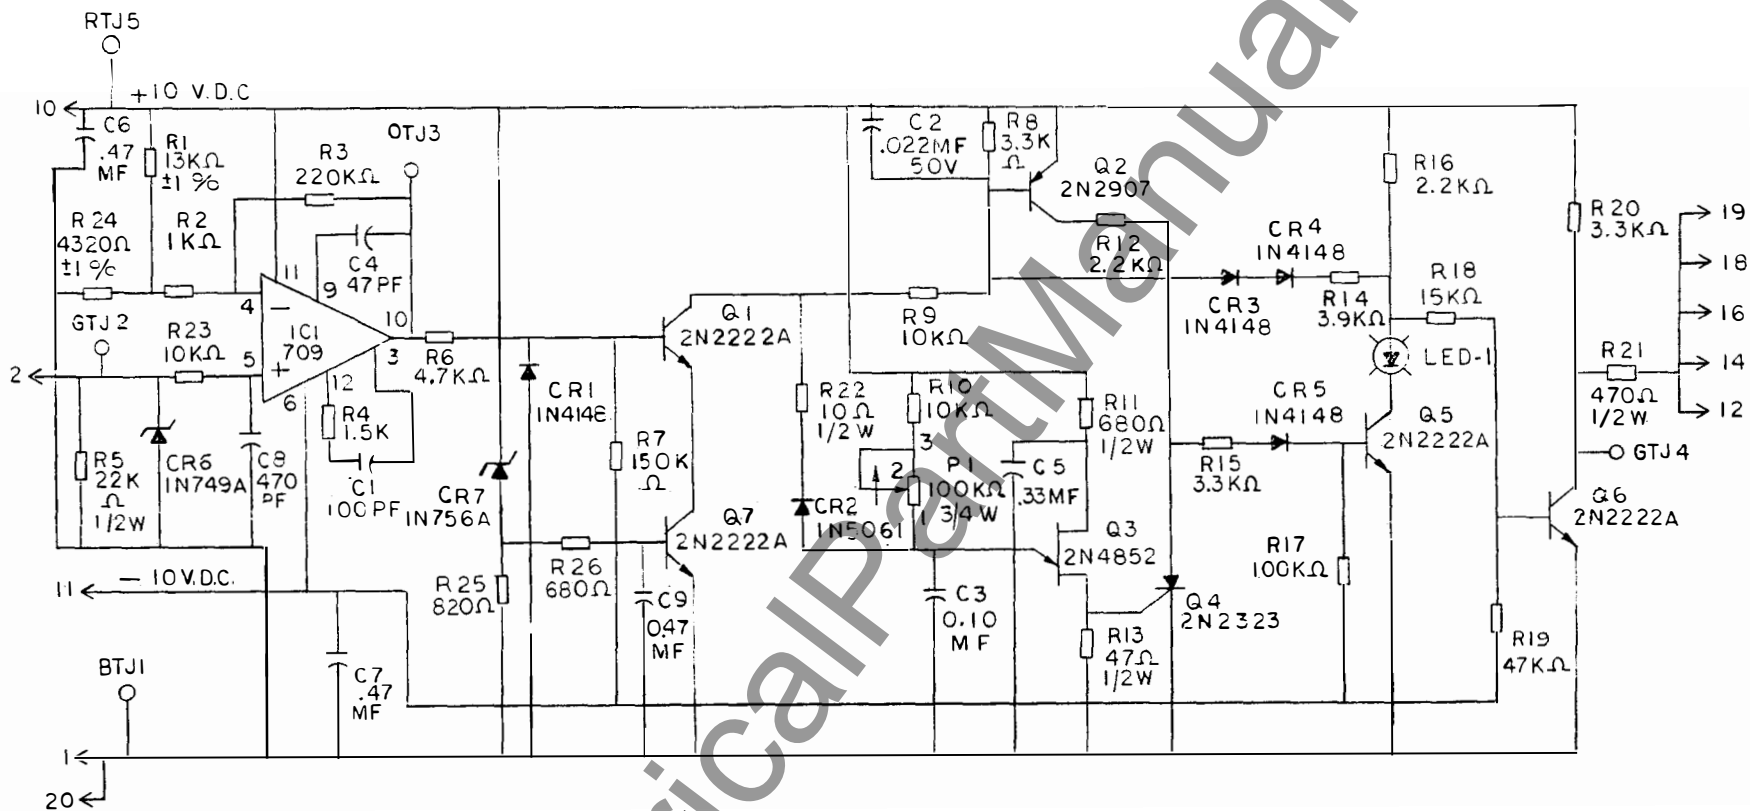 RTJ5
10
+10 V.D.C
C6
.47
MF
R1
13KΩ
±1%
R3
220KΩ
OTJ3
R24
4320Ω
±1%
R2
1KΩ
C4
47PF
11
9
4
10
5
3
12
6
-
+
IC1
709
GTJ2
2
R23
10KΩ
R6
4.7KΩ
R4
1.5K
C1
100PF
R5
22K
Ω
1/2W
CR6
1N749A
C8
470
PF
CR7
1N756A
CR1
1N4148
R7
150K
Ω
Q1
2N2222A
Q7
2N2222A
R25
820Ω
R26
680Ω
C9
0.47
MF
11
- 10V.D.C.
C7
.47
MF
BTJ1
1
20
C2
.022MF
50V
R8
3.3K
Ω
Q2
2N2907
R12
2.2KΩ
R9
10KΩ
R22
10Ω
1/2W
R10
10KΩ
3
2
1
P1
100KΩ
3/4W
CR2
1N5061
C5
.33MF
R11
680Ω
1/2W
Q3
2N4852
C3
0.10
MF
R13
47Ω
1/2W
Q4
2N2323
CR3
1N4148
CR4
1N4148
R14
3.9KΩ
R16
2.2KΩ
R18
15KΩ
LED-1
CR5
1N4148
R15
3.3KΩ
Q5
2N2222A
R17
100KΩ
R19
47KΩ
R20
3.3KΩ
R21
470Ω
1/2W
19
18
16
14
12
GTJ4
Q6
2N2222A
ricalPartManua